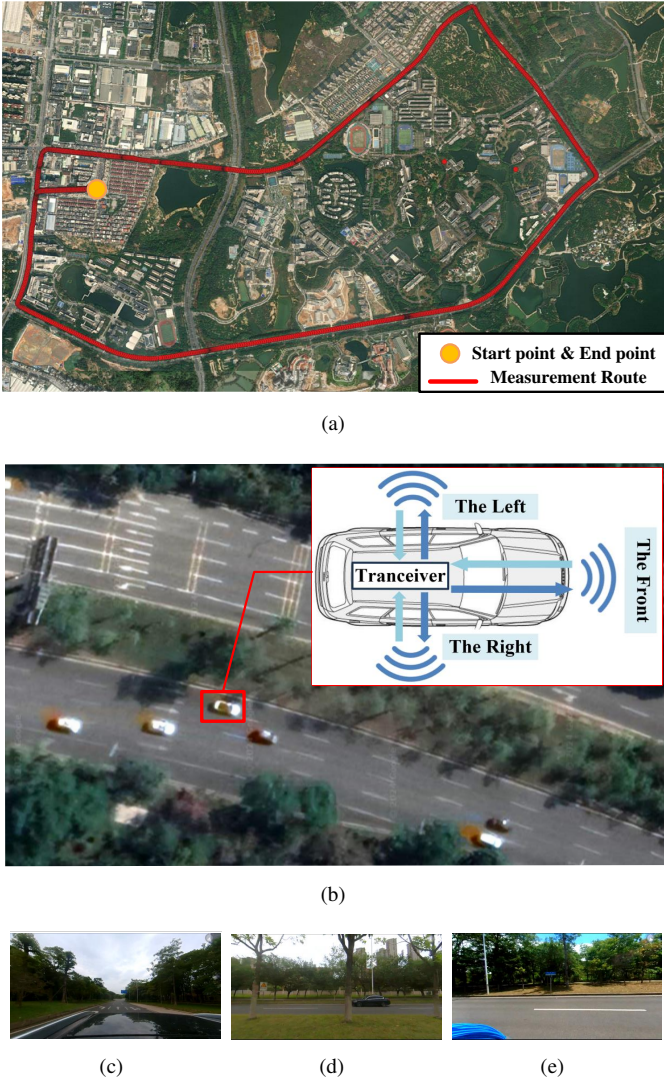 Start point & End point
Measurement Route
(a)
The Left
The Front
Tranceiver
The Right
(b)
(c)
(d)
(e)